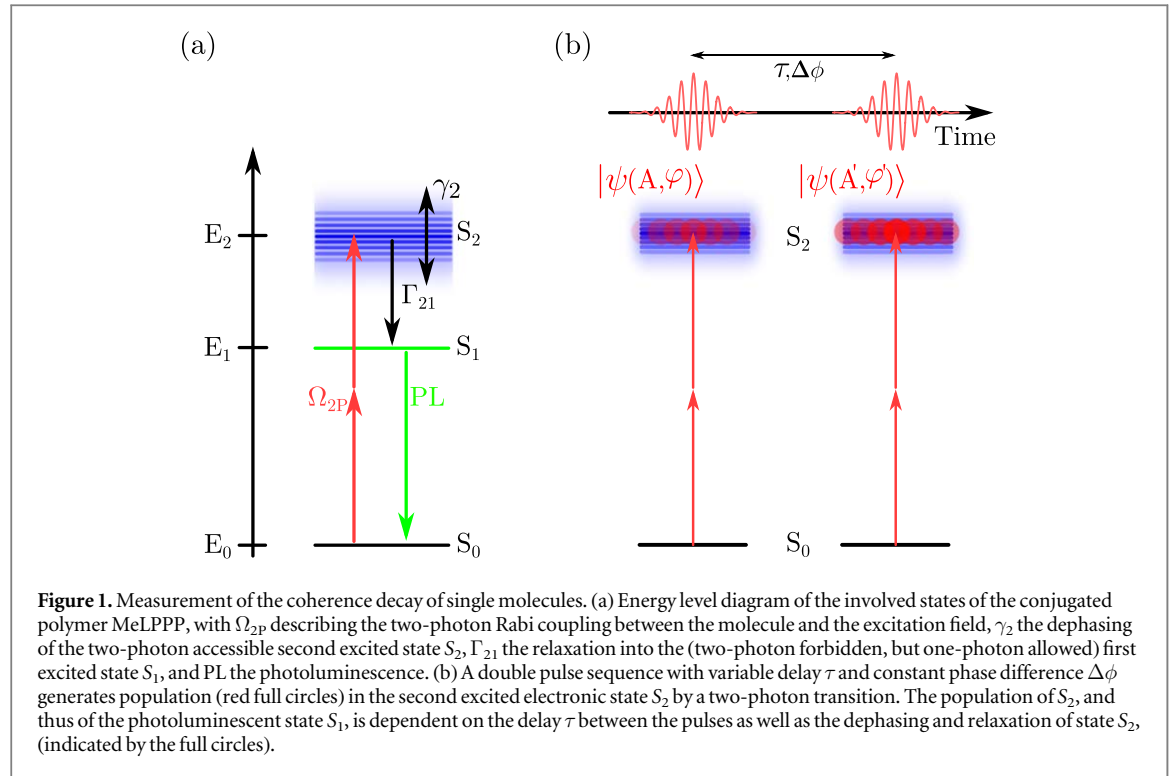 (a)
(b)
τ,Δϕ
Time
|ψ(A,φ)⟩
|ψ(A',φ')⟩
γ₂
E₂
S₂
S₂
Γ₂₁
E₁
S₁
Ω₂P
PL
E₀
S₀
S₀
Figure 1. Measurement of the coherence decay of single molecules. (a) Energy level diagram of the involved states of the conjugated
polymer MeLPPP, with Ω₂P describing the two-photon Rabi coupling between the molecule and the excitation field, γ₂ the dephasing
of the two-photon accessible second excited state S₂, Γ₂₁ the relaxation into the (two-photon forbidden, but one-photon allowed) first
excited state S₁, and PL the photoluminescence. (b) A double pulse sequence with variable delay τ and constant phase difference Δϕ
generates population (red full circles) in the second excited electronic state S₂ by a two-photon transition. The population of S₂, and
thus of the photoluminescent state S₁, is dependent on the delay τ between the pulses as well as the dephasing and relaxation of state S₂,
(indicated by the full circles).